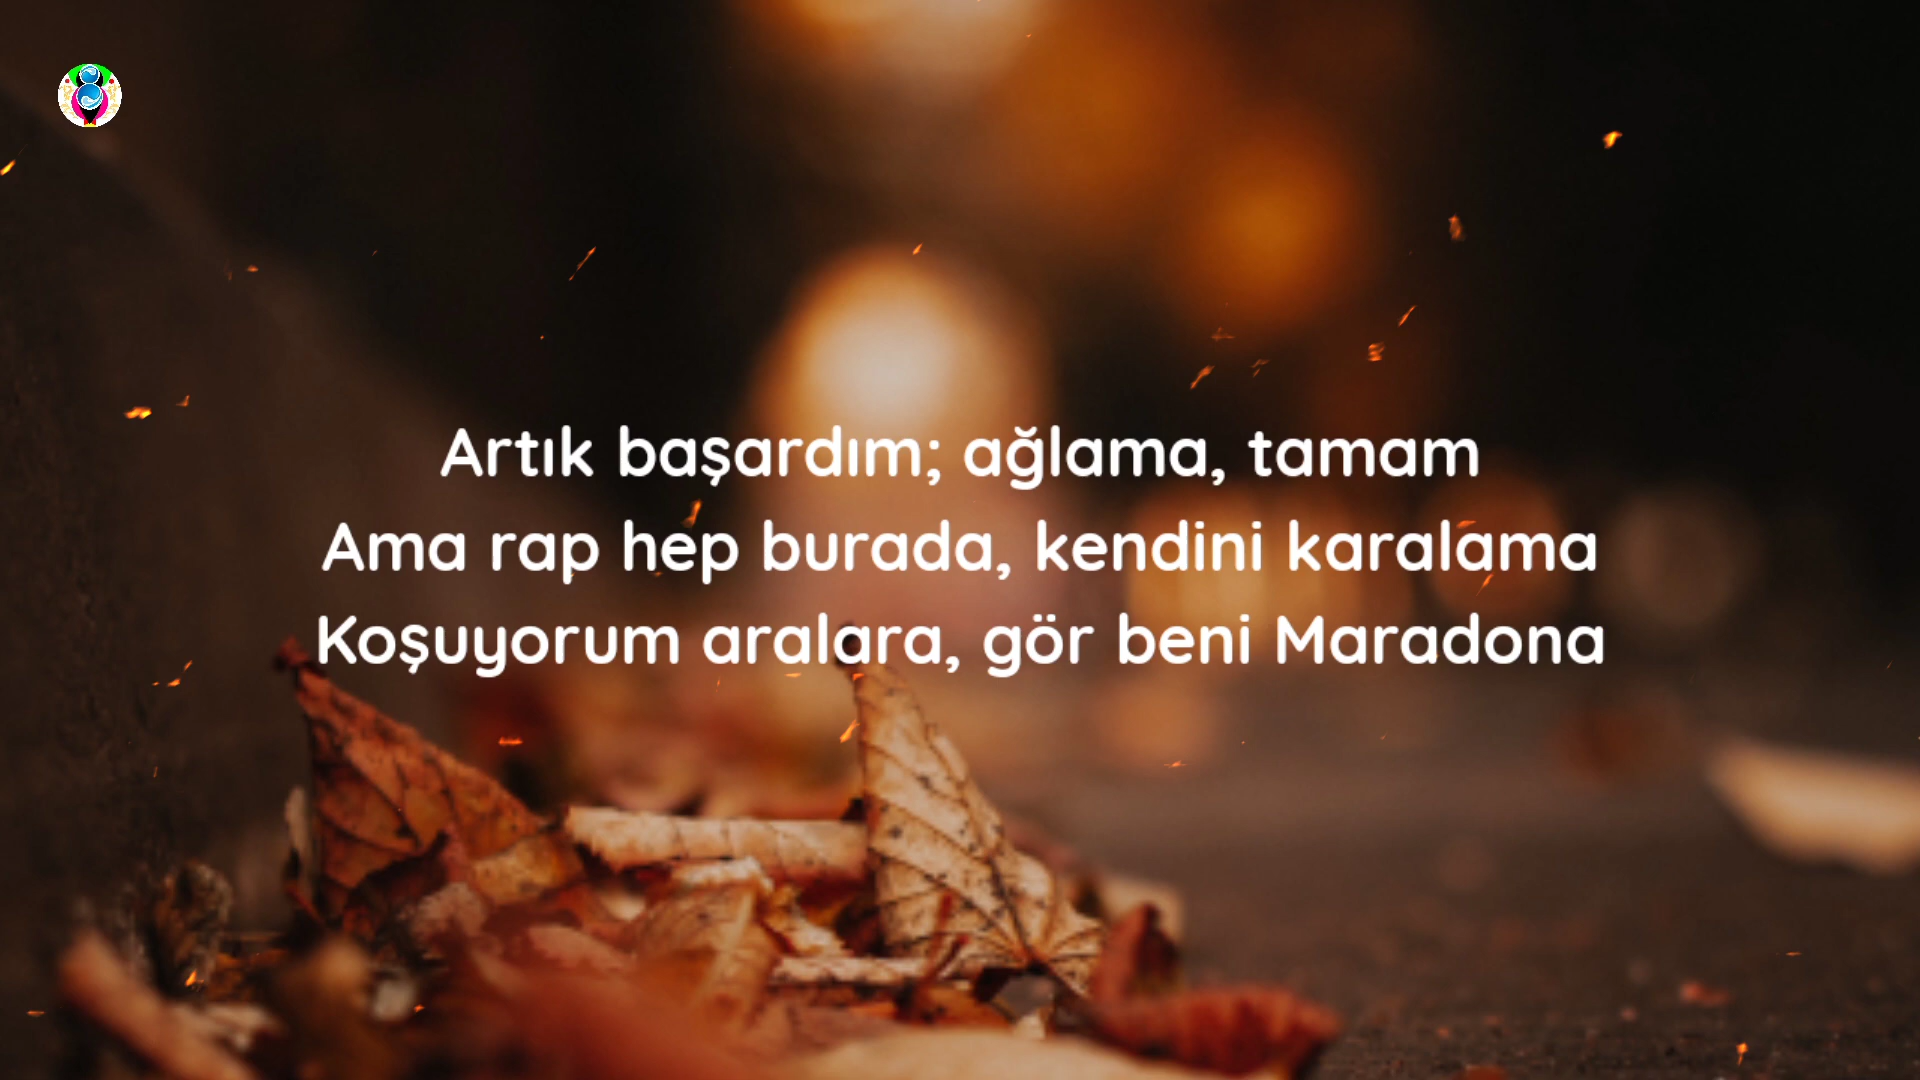 Artık başardım; ağlama, tamam
Ama rap hep burada, kendini karalama
Koşuyorum aralara, gör beni Maradona